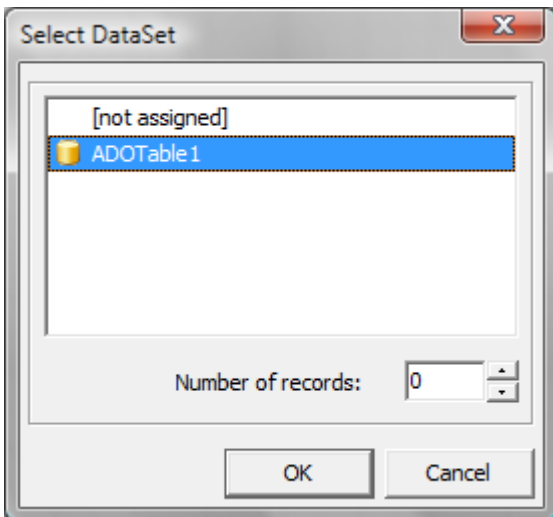 Select DataSet
[not assigned]
ADOTable1
Number of records: 0
OK Cancel